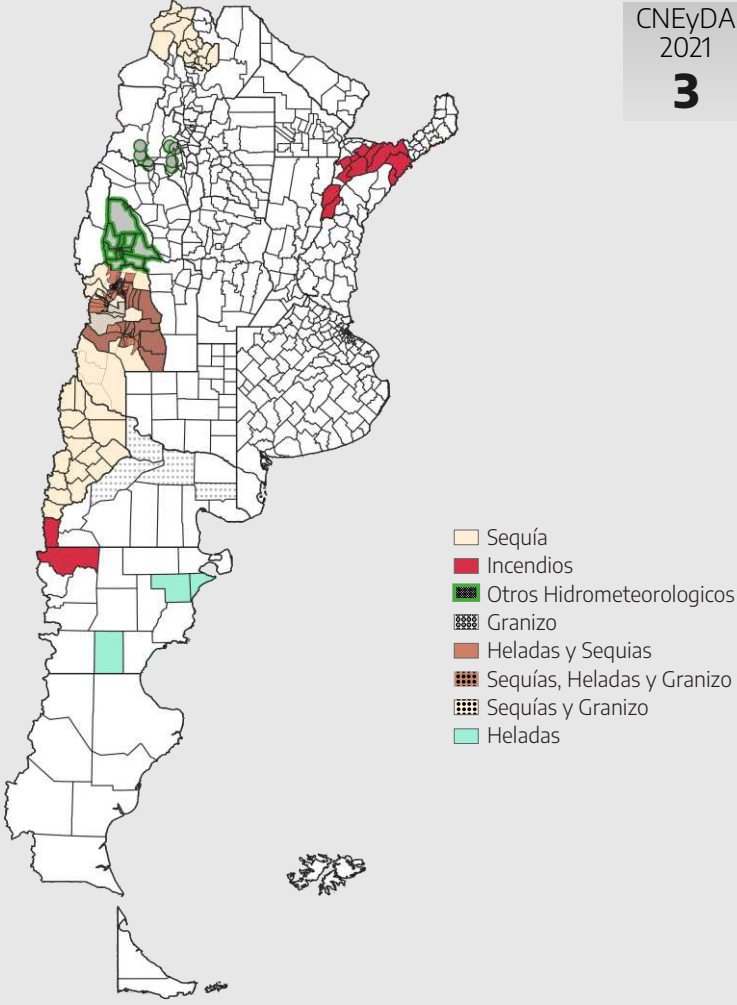 CNEyDA
2021
3
Sequía
Incendios
Otros Hidrometeorologicos
Granizo
Heladas y Sequias
Sequías, Heladas y Granizo
Sequías y Granizo
Heladas